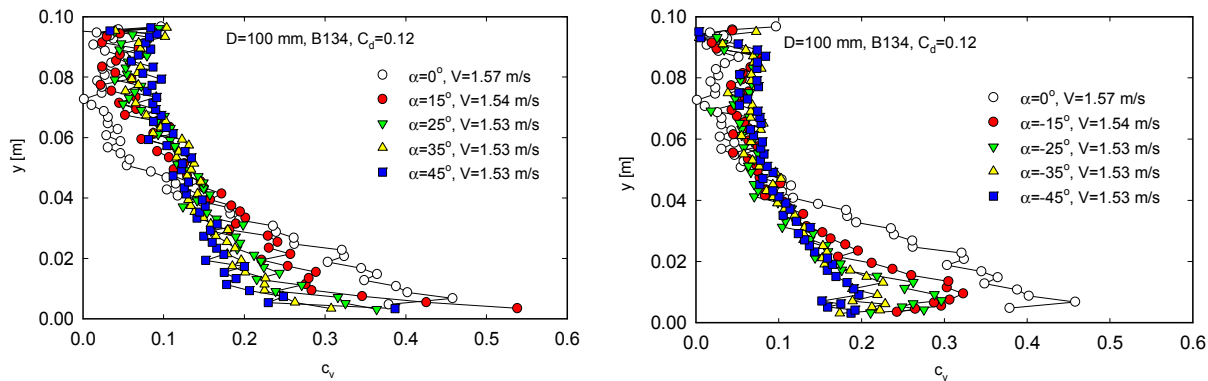 D=100 mm, B134, Cd=0.12
α=0°, V=1.57 m/s
α=15°, V=1.54 m/s
α=25°, V=1.53 m/s
α=35°, V=1.53 m/s
α=45°, V=1.53 m/s
y [m]
0.10
0.08
0.06
0.04
0.02
0.00
0.0 0.1 0.2 0.3 0.4 0.5 0.6
cv
D=100 mm, B134, Cd=0.12
α=0°, V=1.57 m/s
α=-15°, V=1.54 m/s
α=-25°, V=1.53 m/s
α=-35°, V=1.53 m/s
α=-45°, V=1.53 m/s
y [m]
0.10
0.08
0.06
0.04
0.02
0.00
0.0 0.1 0.2 0.3 0.4 0.5 0.6
cv